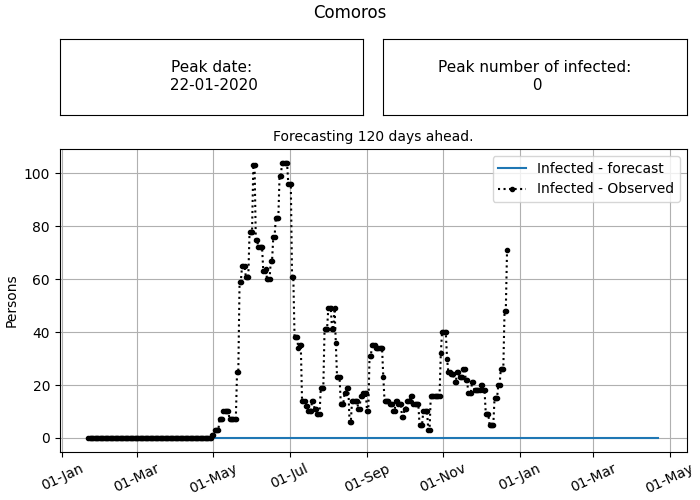 Comoros
Peak date:
22-01-2020
Peak number of infected:
0
Forecasting 120 days ahead.
Infected - forecast
Infected - Observed
Persons
100
80
60
40
20
0
01-Jan
01-Mar
01-May
01-Jul
01-Sep
01-Nov
01-Jan
01-Mar
01-May